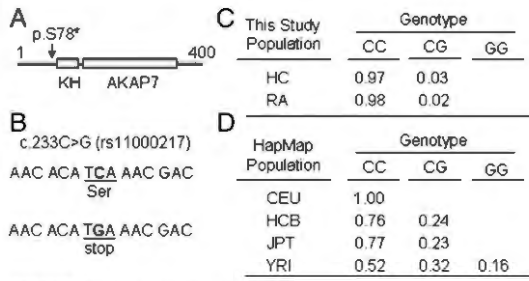 A
p.S78*
1
400
KH
AKAP7
B
c.233C>G (rs11000217)
AAC ACA TCA AAC GAC
Ser
AAC ACA TGA AAC GAC
stop
C
This Study Population
Genotype
CC CG GG
HC 0.97 0.03
RA 0.98 0.02
D
HapMap Population
Genotype
CC CG GG
CEU 1.00
HCB 0.76 0.24
JPT 0.77 0.23
YRI 0.52 0.32 0.16